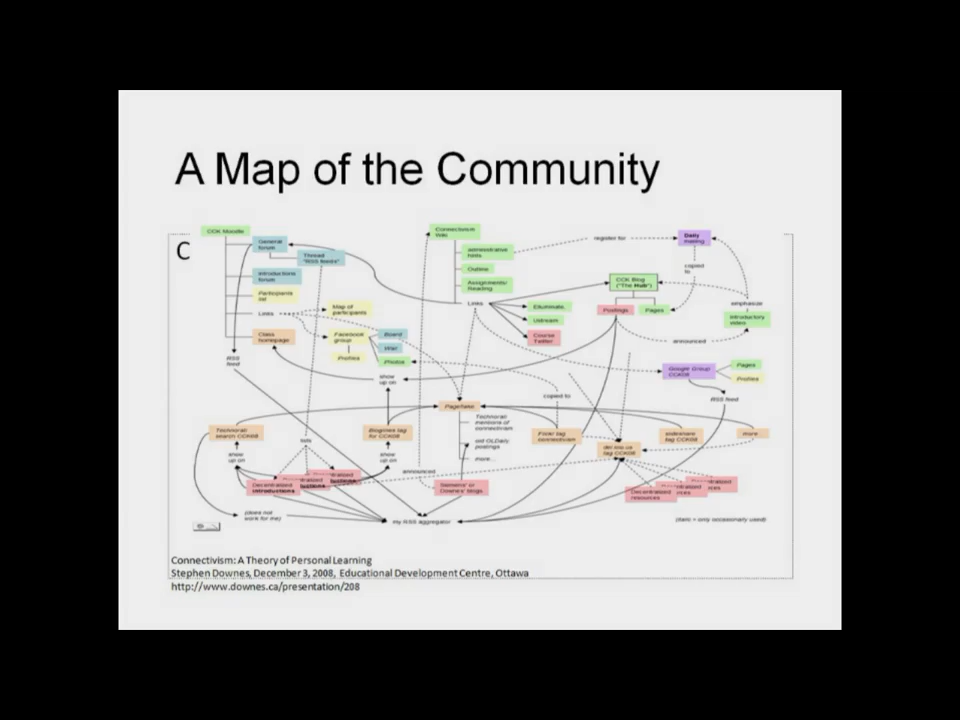 A Map of the Community
C
CCK Moodle
General
forum
Thread
"RSS feeds"
Introductions
forum
Participants
list
Links
Map of
participants
Class
homepage
Facebook
group
Board
Wall
Photos
Profiles
RSS
feed
Connectivism
Wiki
administrative
hints
Outline
Assignments/
Reading
Links
Elluminate
Ustream
Course
Twitter
register for
Daily
mailing
copied
to
CCK Blog
("The Hub")
Postings
Pages
emphasize
Introductory
video
announced
Google Group
CCK08
Pages
Profiles
RSS feed
show
up on
Pageflake
copied to
Technorati
search CCK08
Bloglines tag
for CCK08
Technorati
mentions of
connectivism
old OLDaily
postings
more...
Flickr tag
connectivism
del.icio.us
tag CCK08
tag CCK08
more...
show
up on
show
up on
announced
Decentralized
introductions
Siemens' or
Downes' blogs
Decentralized
resources
(does not
work for me)
my RSS aggregator
(italic = only occasionally used)
Connectivism: A Theory of Personal Learning
Stephen Downes, December 3, 2008, Educational Development Centre, Ottawa
http://www.downes.ca/presentation/208